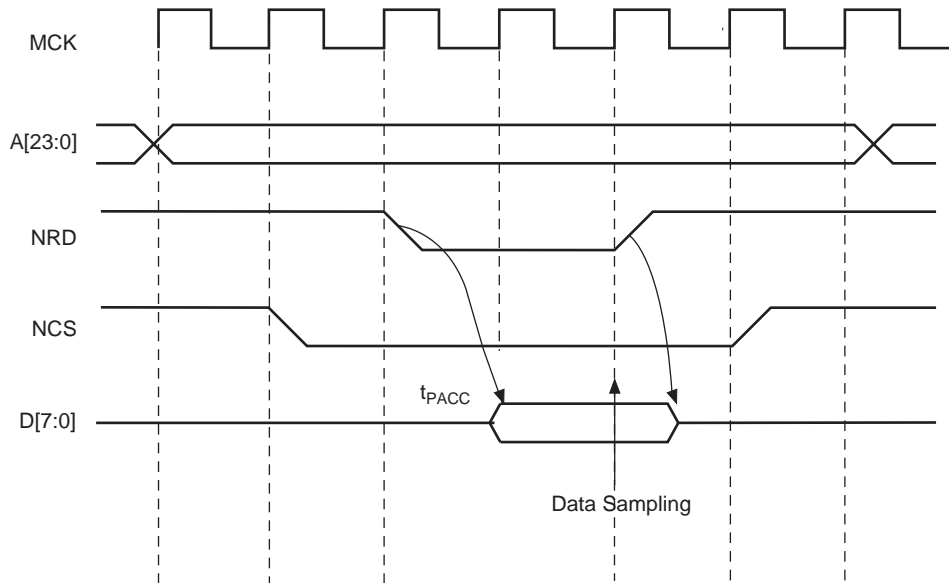 MCK
A[23:0]
NRD
NCS
tPACC
D[7:0]
Data Sampling